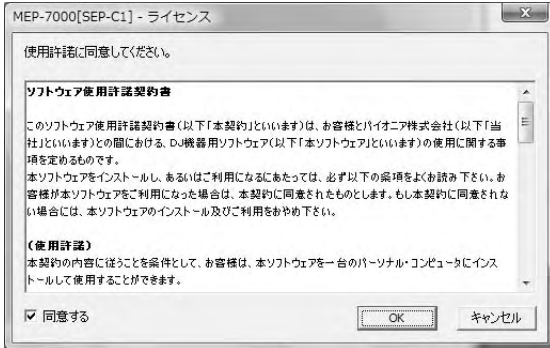 MEP-7000[SEP-C1] - ライセンス
使用許諾に同意してください。
ソフトウェア使用許諾契約書
このソフトウェア使用許諾契約書（以下「本契約」といいます）は、お客様とパイオニア株式会社（以下「当
社」といいます）との間における、DJ機器用ソフトウェア（以下「本ソフトウェア」といいます）の使用に関する事
項を定めるものです。
本ソフトウェアをインストールし、あるいはご利用になるにあたっては、必ず以下の条項をよくお読み下さい。お
客様が本ソフトウェアをご利用になった場合は、本契約に同意されたものとします。もし本契約に同意されな
い場合には、本ソフトウェアのインストール及びご利用をおやめ下さい。
（使用許諾）
本契約の内容に従うことを条件として、お客様は、本ソフトウェアを一台のパーソナル・コンピュータにインス
トールして使用することができます。
同意する
OK
キャンセル